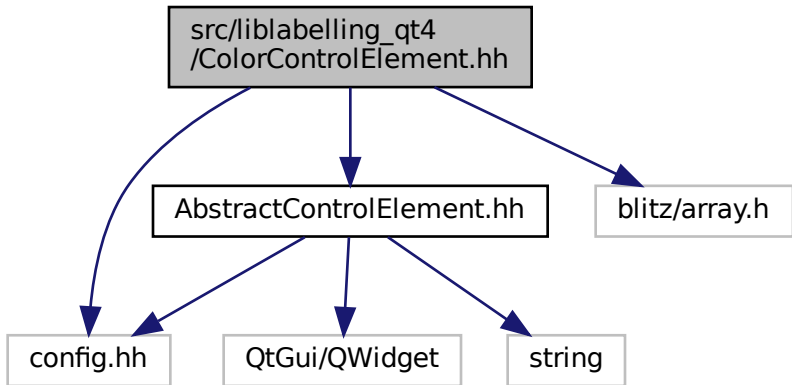 src/liblabelling_qt4
/ColorControlElement.hh
AbstractControlElement.hh
blitz/array.h
config.hh
QtGui/QWidget
string